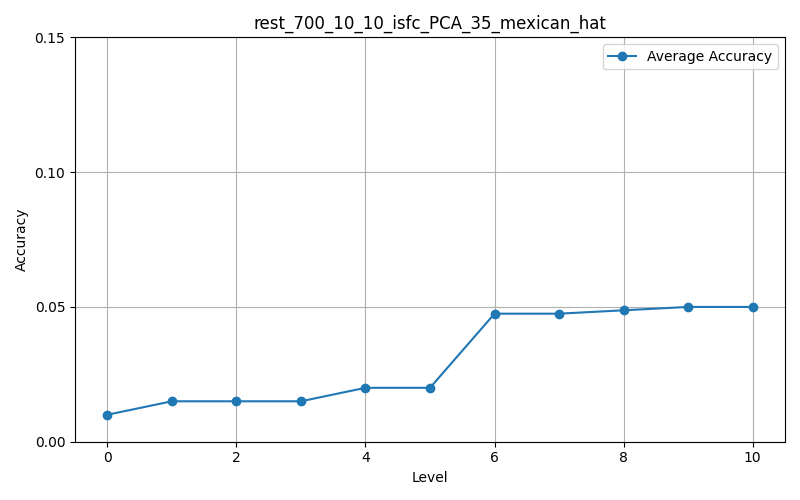 rest_700_10_10_isfc_PCA_35_mexican_hat
Average Accuracy
0.15
0.10
0.05
0.00
Accuracy
0 2 4 6 8 10
Level